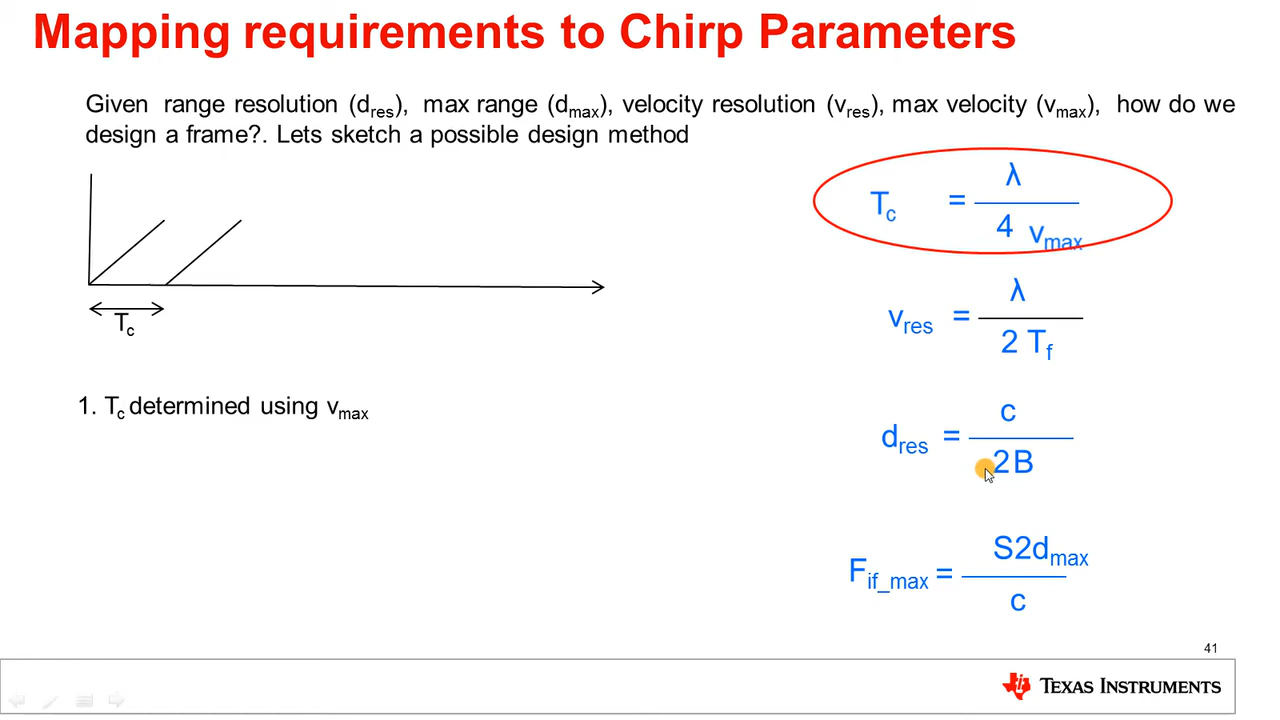 Mapping requirements to Chirp Parameters
Given range resolution (dres), max range (dmax), velocity resolution (vres), max velocity (vmax), how do we
design a frame?. Lets sketch a possible design method
Tc = λ / 4 vmax
vres = λ / 2 Tf
Tc
1. Tc determined using vmax
dres = c / 2B
Fif_max = S2dmax / c
41
TEXAS INSTRUMENTS